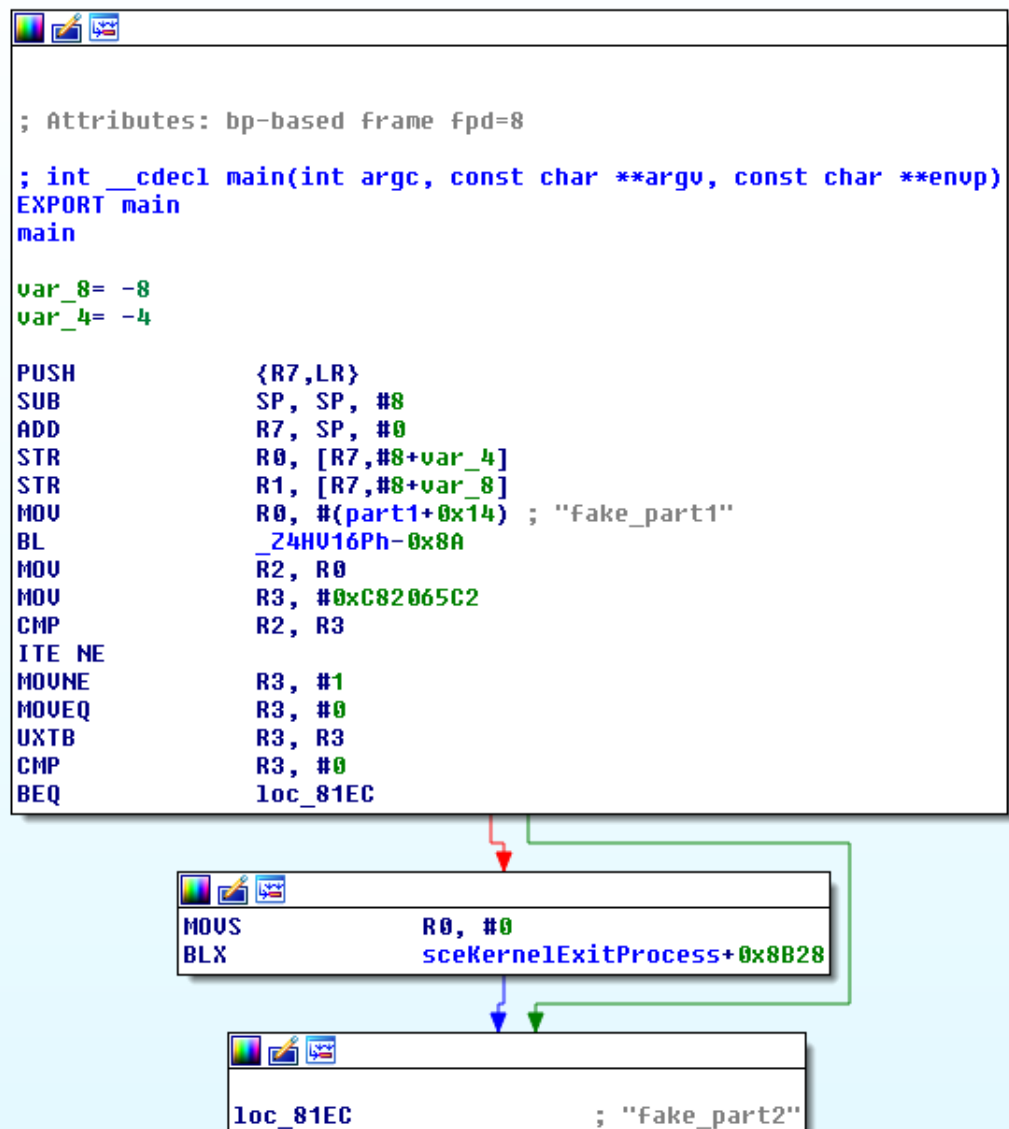 ; Attributes: bp-based frame fpd=8
; int __cdecl main(int argc, const char **argv, const char **envp)
EXPORT main
main
var_8= -8
var_4= -4
PUSH {R7,LR}
SUB SP, SP, #8
ADD R7, SP, #0
STR R0, [R7,#8+var_4]
STR R1, [R7,#8+var_8]
MOV R0, #(part1+0x14) ; "fake_part1"
BL _Z4HV16Ph-0x8A
MOV R2, R0
MOV R3, #0xC82065C2
CMP R2, R3
ITE NE
MOVNE R3, #1
MOVEQ R3, #0
UXTB R3, R3
CMP R3, #0
BEQ loc_81EC
MOVS R0, #0
BLX sceKernelExitProcess+0x8B28
loc_81EC ; "fake_part2"